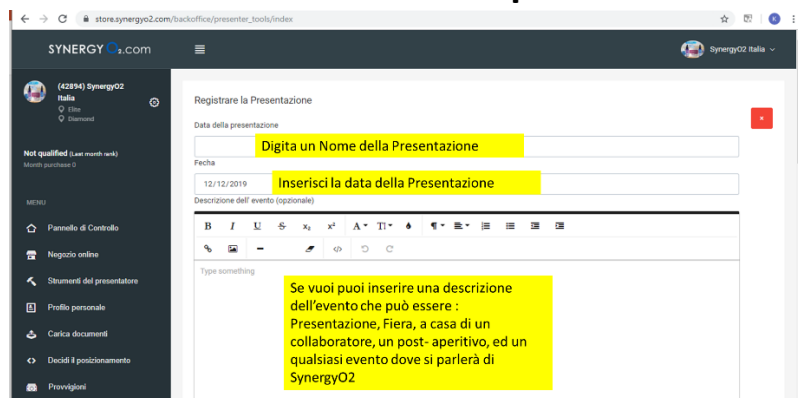 store.synergyo2.com/backoffice/presenter_tools/index
K
SYNERGY O₂.com
SynergyO2 Italia
(42894) SynergyO2
Italia
Elite
Diamond
Not qualified (Last month rank)
Month purchase 0
MENU
Pannello di Controllo
Negozio online
Strumenti del presentatore
Profilo personale
Carica documenti
Decidi il posizionamento
Provvigioni
Registrare la Presentazione
Data della presentazione
×
Digita un Nome della Presentazione
Fecha
12/12/2019
Inserisci la data della Presentazione
Descrizione dell' evento (opzionale)
B I U S x₂ x² A TI ¶
Type something
Se vuoi puoi inserire una descrizione
dell'evento che può essere :
Presentazione, Fiera, a casa di un
collaboratore, un post- aperitivo, ed un
qualsiasi evento dove si parlerà di
SynergyO2